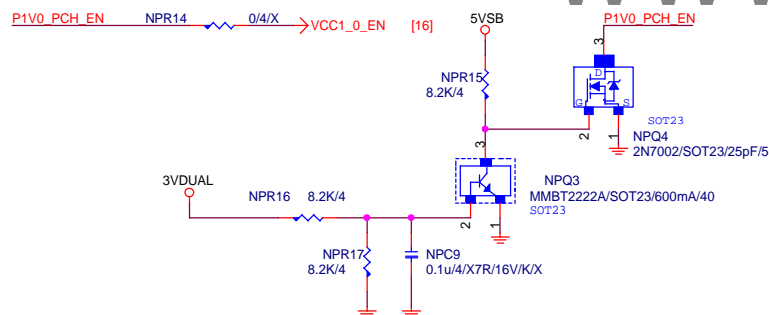 P1V0_PCH_EN NPR14 0/4/X VCC1_0_EN [16]
5VSB
P1V0_PCH_EN
3
D
G S
2 1
SOT23
NPQ4
2N7002/SOT23/25pF/5
NPR15
8.2K/4
3
NPQ3
MMBT2222A/SOT23/600mA/40
SOT23
2 1
3VDUAL
NPR16 8.2K/4
NPR17
8.2K/4
NPC9
0.1u/4/X7R/16V/K/X